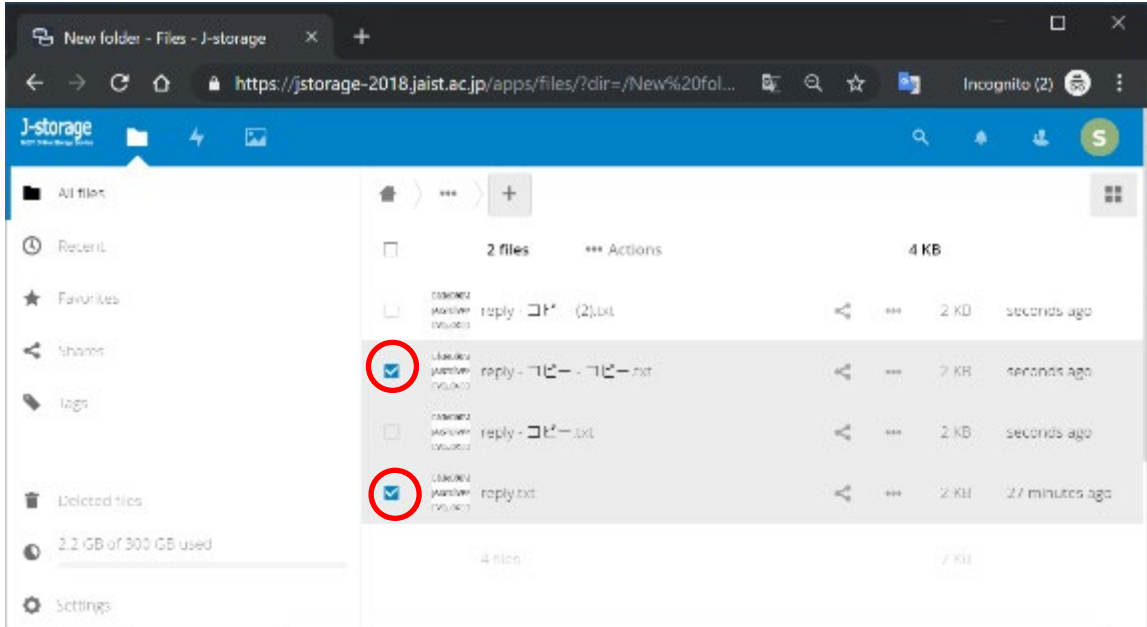 New folder - Files - J-storage
https://jstorage-2018.jaist.ac.jp/apps/files/?dir=/New%20fol...
Incognito (2)
J-storage
S
All files
2 files
Actions
4 KB
Recent
reply - コピー (2).txt
2 KB
seconds ago
Favorites
Shares
reply - コピー - コピー.txt
2 KB
seconds ago
Tags
reply - コピー.txt
2 KB
seconds ago
Deleted files
reply.txt
2 KB
27 minutes ago
2.2 GB of 300 GB used
4 files
7 KB
Settings